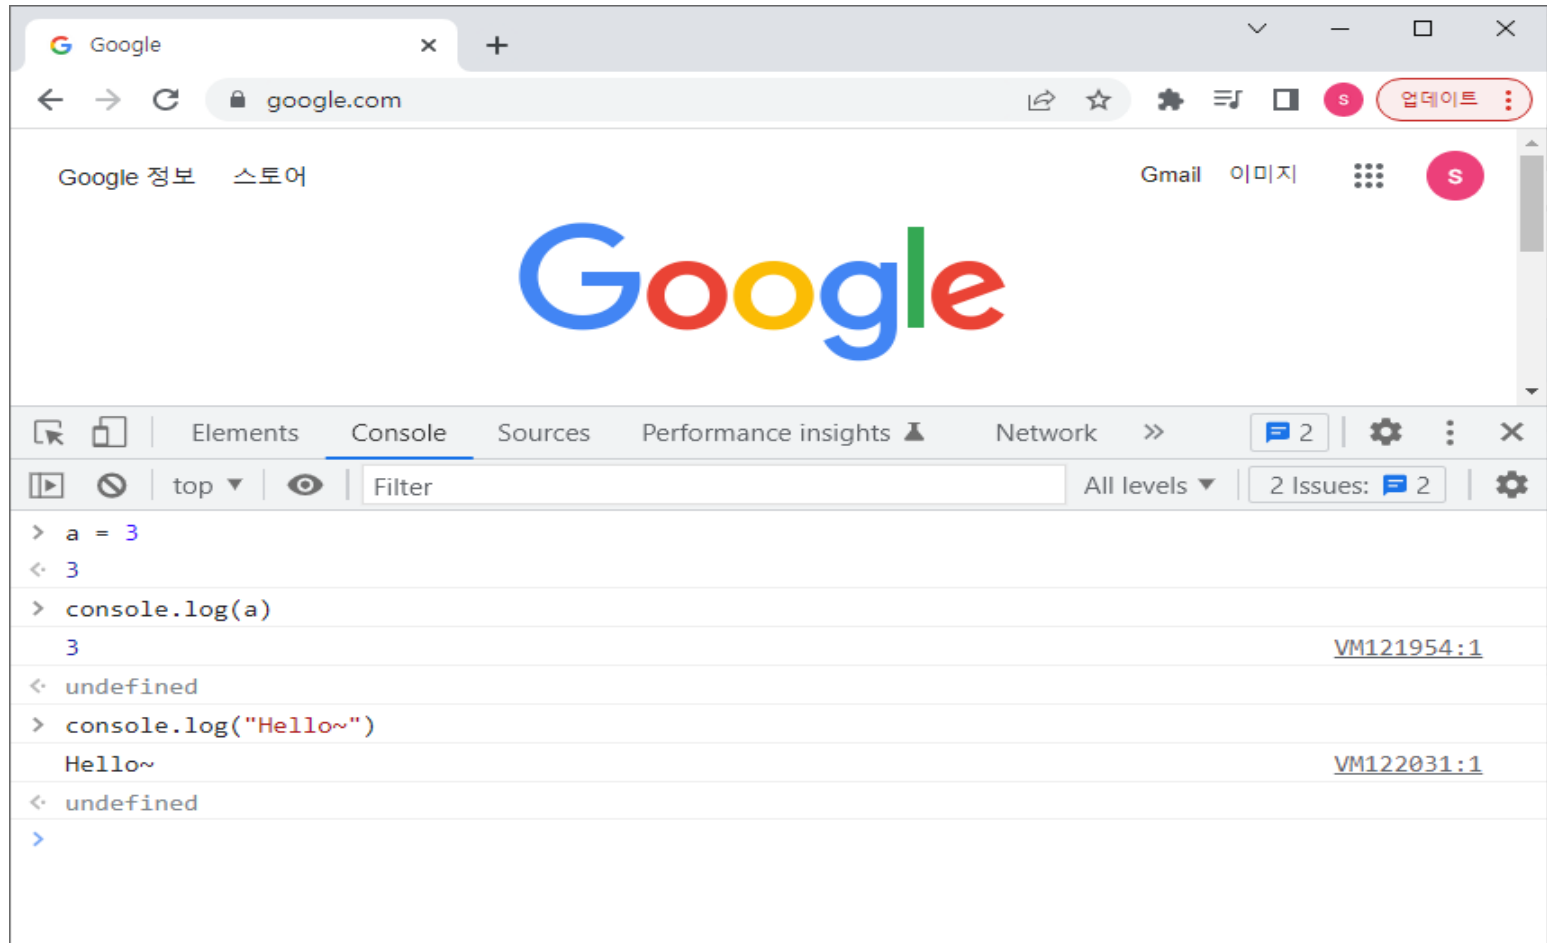 Google
google.com
S 업데이트
Google 정보 스토어 Gmail 이미지 S
Google
Elements Console Sources Performance insights Network 2
top Filter All levels 2 Issues: 2
> a = 3
3
> console.log(a)
3 VM121954:1
undefined
> console.log("Hello~")
Hello~ VM122031:1
undefined
>